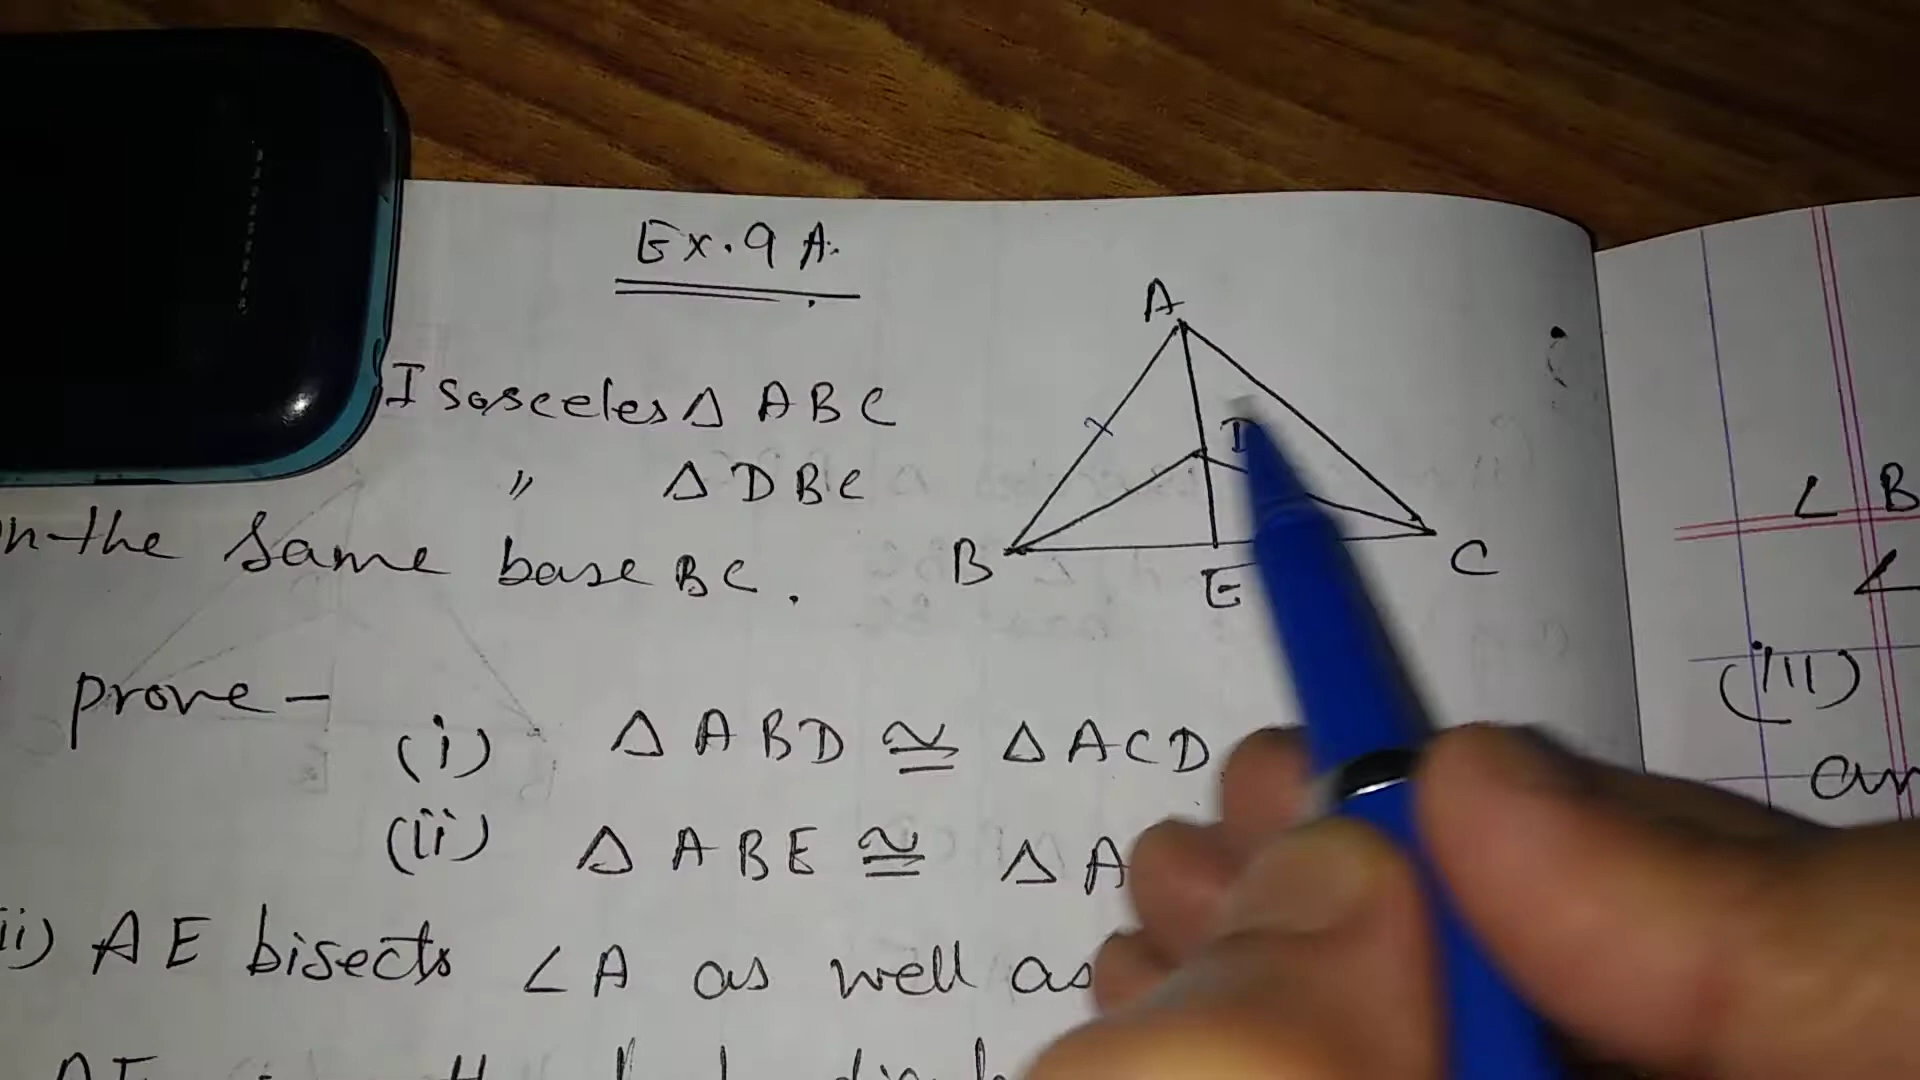 Ex. 9 A.
Isosceles Δ ABC
" Δ DBC
the same base BC.
prove -
(i) Δ ABD ≅ Δ ACD
(ii) Δ ABE ≅ Δ A
ii) AE bisects ∠A as well as
A
B
C
D
E
∠ B
∠
(iii)